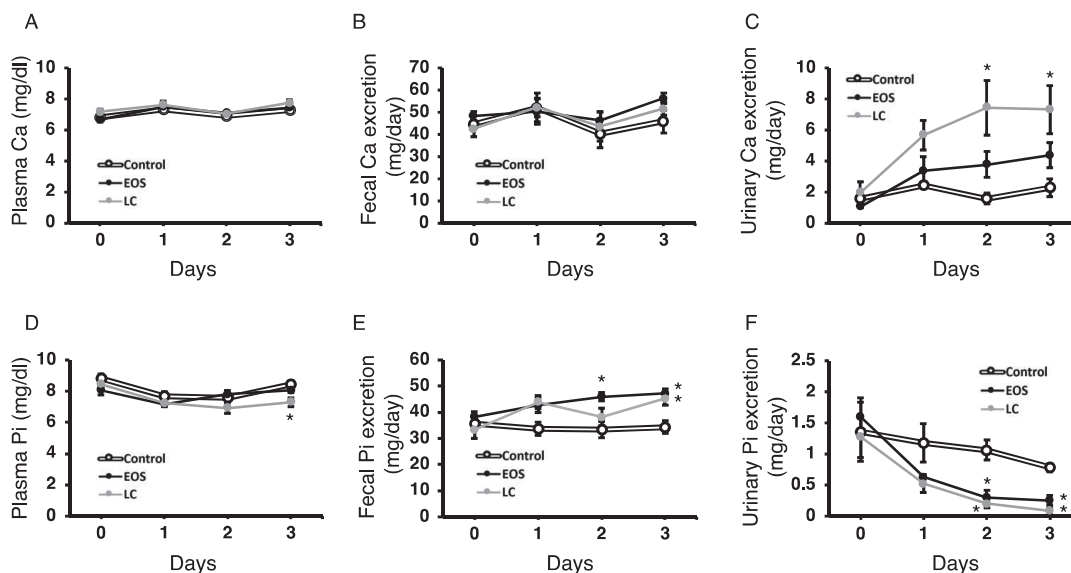 A
Plasma Ca (mg/dl)
10
8
6
4
2
0
Control
EOS
LC
0 1 2 3
Days
B
Fecal Ca excretion
(mg/day)
70
60
50
40
30
20
10
0
Control
EOS
LC
0 1 2 3
Days
C
Urinary Ca excretion
(mg/day)
10
8
6
4
2
0
Control
EOS
LC
* *
0 1 2 3
Days
D
Plasma Pi (mg/dl)
10
8
6
4
2
0
Control
EOS
LC
*
0 1 2 3
Days
E
Fecal Pi excretion
(mg/day)
60
50
40
30
20
10
0
*
*
*
Control
EOS
LC
0 1 2 3
Days
F
Urinary Pi excretion
(mg/day)
2.5
2
1.5
1
0.5
0
Control
EOS
LC
*
*
*
*
0 1 2 3
Days